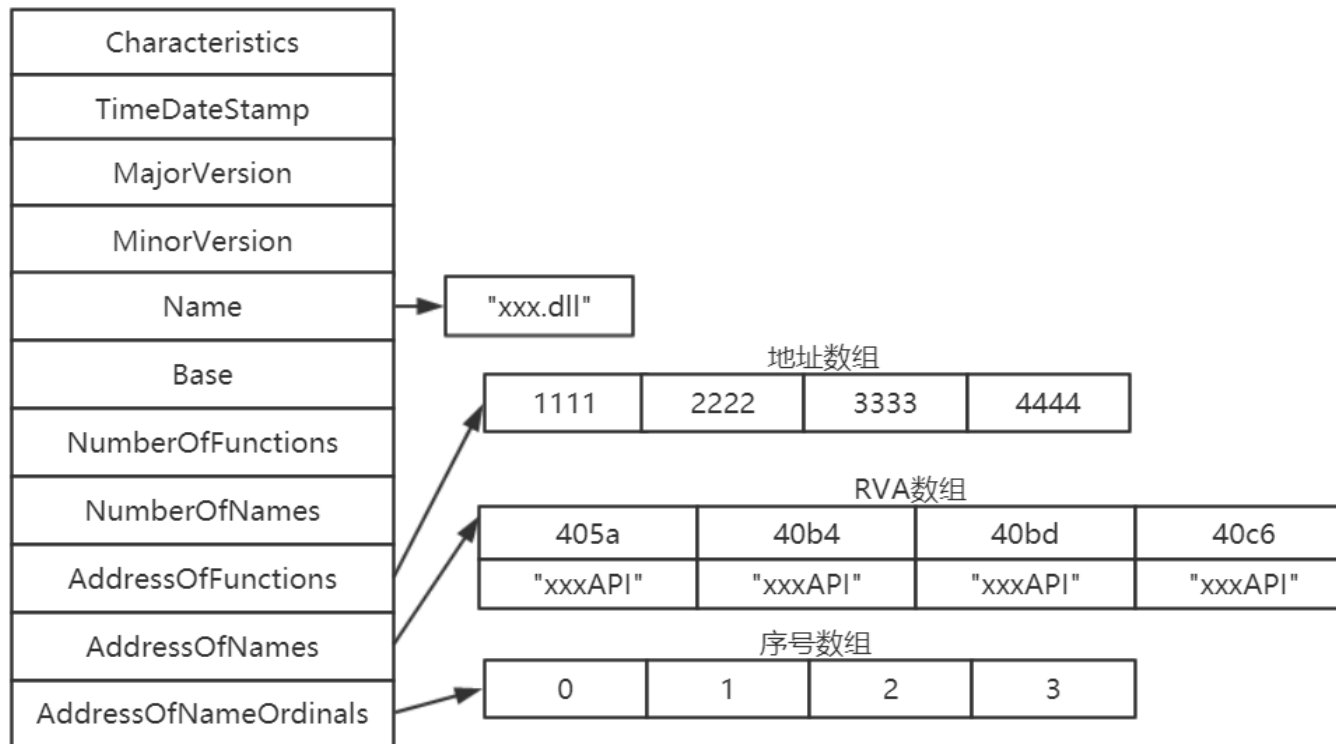 Characteristics
TimeDateStamp
MajorVersion
MinorVersion
Name
"xxx.dll"
Base
地址数组
1111 2222 3333 4444
NumberOfFunctions
NumberOfNames
RVA数组
405a 40b4 40bd 40c6
AddressOfFunctions
"xxxAPI" "xxxAPI" "xxxAPI" "xxxAPI"
AddressOfNames
序号数组
0 1 2 3
AddressOfNameOrdinals